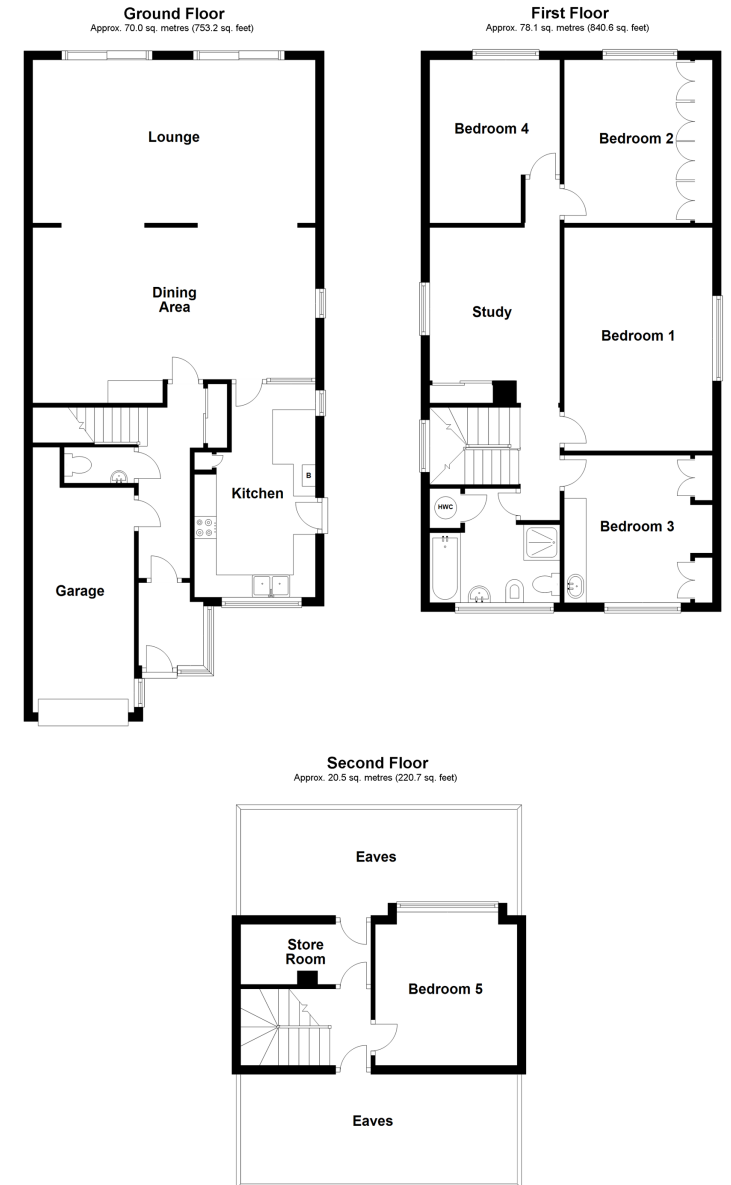 Ground Floor
Approx. 70.0 sq. metres (753.2 sq. feet)
Lounge
Dining
Area
Kitchen
B
Garage
First Floor
Approx. 78.1 sq. metres (840.6 sq. feet)
Bedroom 4
Bedroom 2
Study
Bedroom 1
HWC
Bedroom 3
Second Floor
Approx. 20.5 sq. metres (220.7 sq. feet)
Eaves
Store
Room
Bedroom 5
Eaves